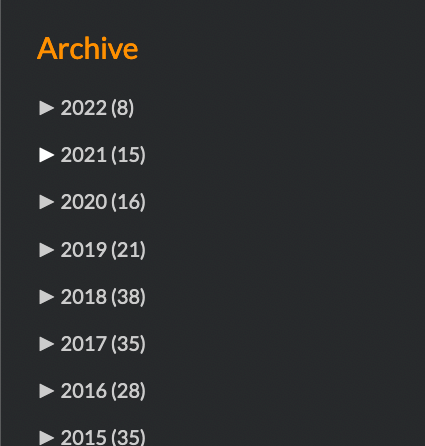 Archive
► 2022 (8)
► 2021 (15)
► 2020 (16)
► 2019 (21)
► 2018 (38)
► 2017 (35)
► 2016 (28)
► 2015 (35)